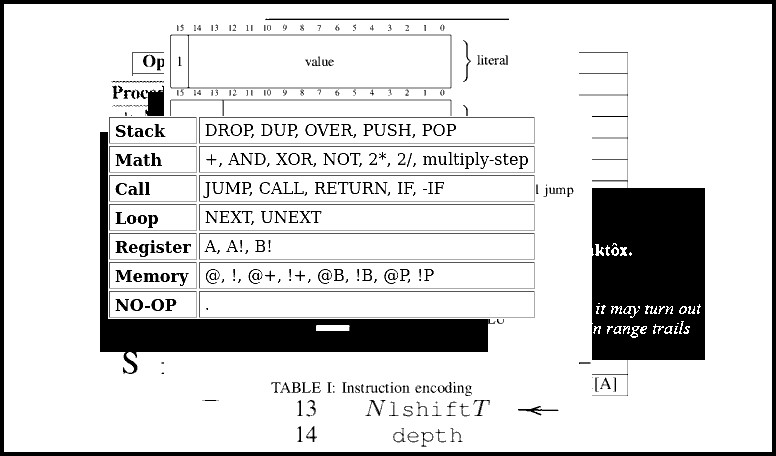 15 14 13 12 11 10 9 8 7 6 5 4 3 2 1 0
Op
1 value literal
15 14 13 12 11 10 9 8 7 6 5 4 3 2 1 0
Stack DROP, DUP, OVER, PUSH, POP
Math +, AND, XOR, NOT, 2*, 2/, multiply-step
Call JUMP, CALL, RETURN, IF, -IF
jump
Loop NEXT, UNEXT
Register A, A!, B!
ktôx.
Memory @, !, @+, !+, @B, !B, @P, !P
NO-OP .
it may turn out
in range trails
S :
[A]
TABLE I: Instruction encoding
13 NlshiftT ←
14 depth